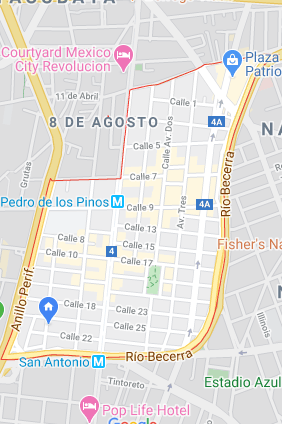 TACUBAYA
Courtyard Mexico
City Revolucion
Plaza
Patrio
11 de Abril
Calle 1
8 DE AGOSTO
4A
NA
Calle 5
Calle Av. Dos
Grutas
Calle 7
Río Becerra
Pedro de los Pinos M
Av. Tres
4A
Calle 9
Calle 13
Calle 8
4
Calle 15
Fisher's Na
Calle 10
Calle 17
Anillo Perif.
N
Calle 18
Calle 23
Illinois
Calle 25
Calle 22
San Antonio M
Río Becerra
Tintoreto
Estadio Azul
Pop Life Hotel
Google